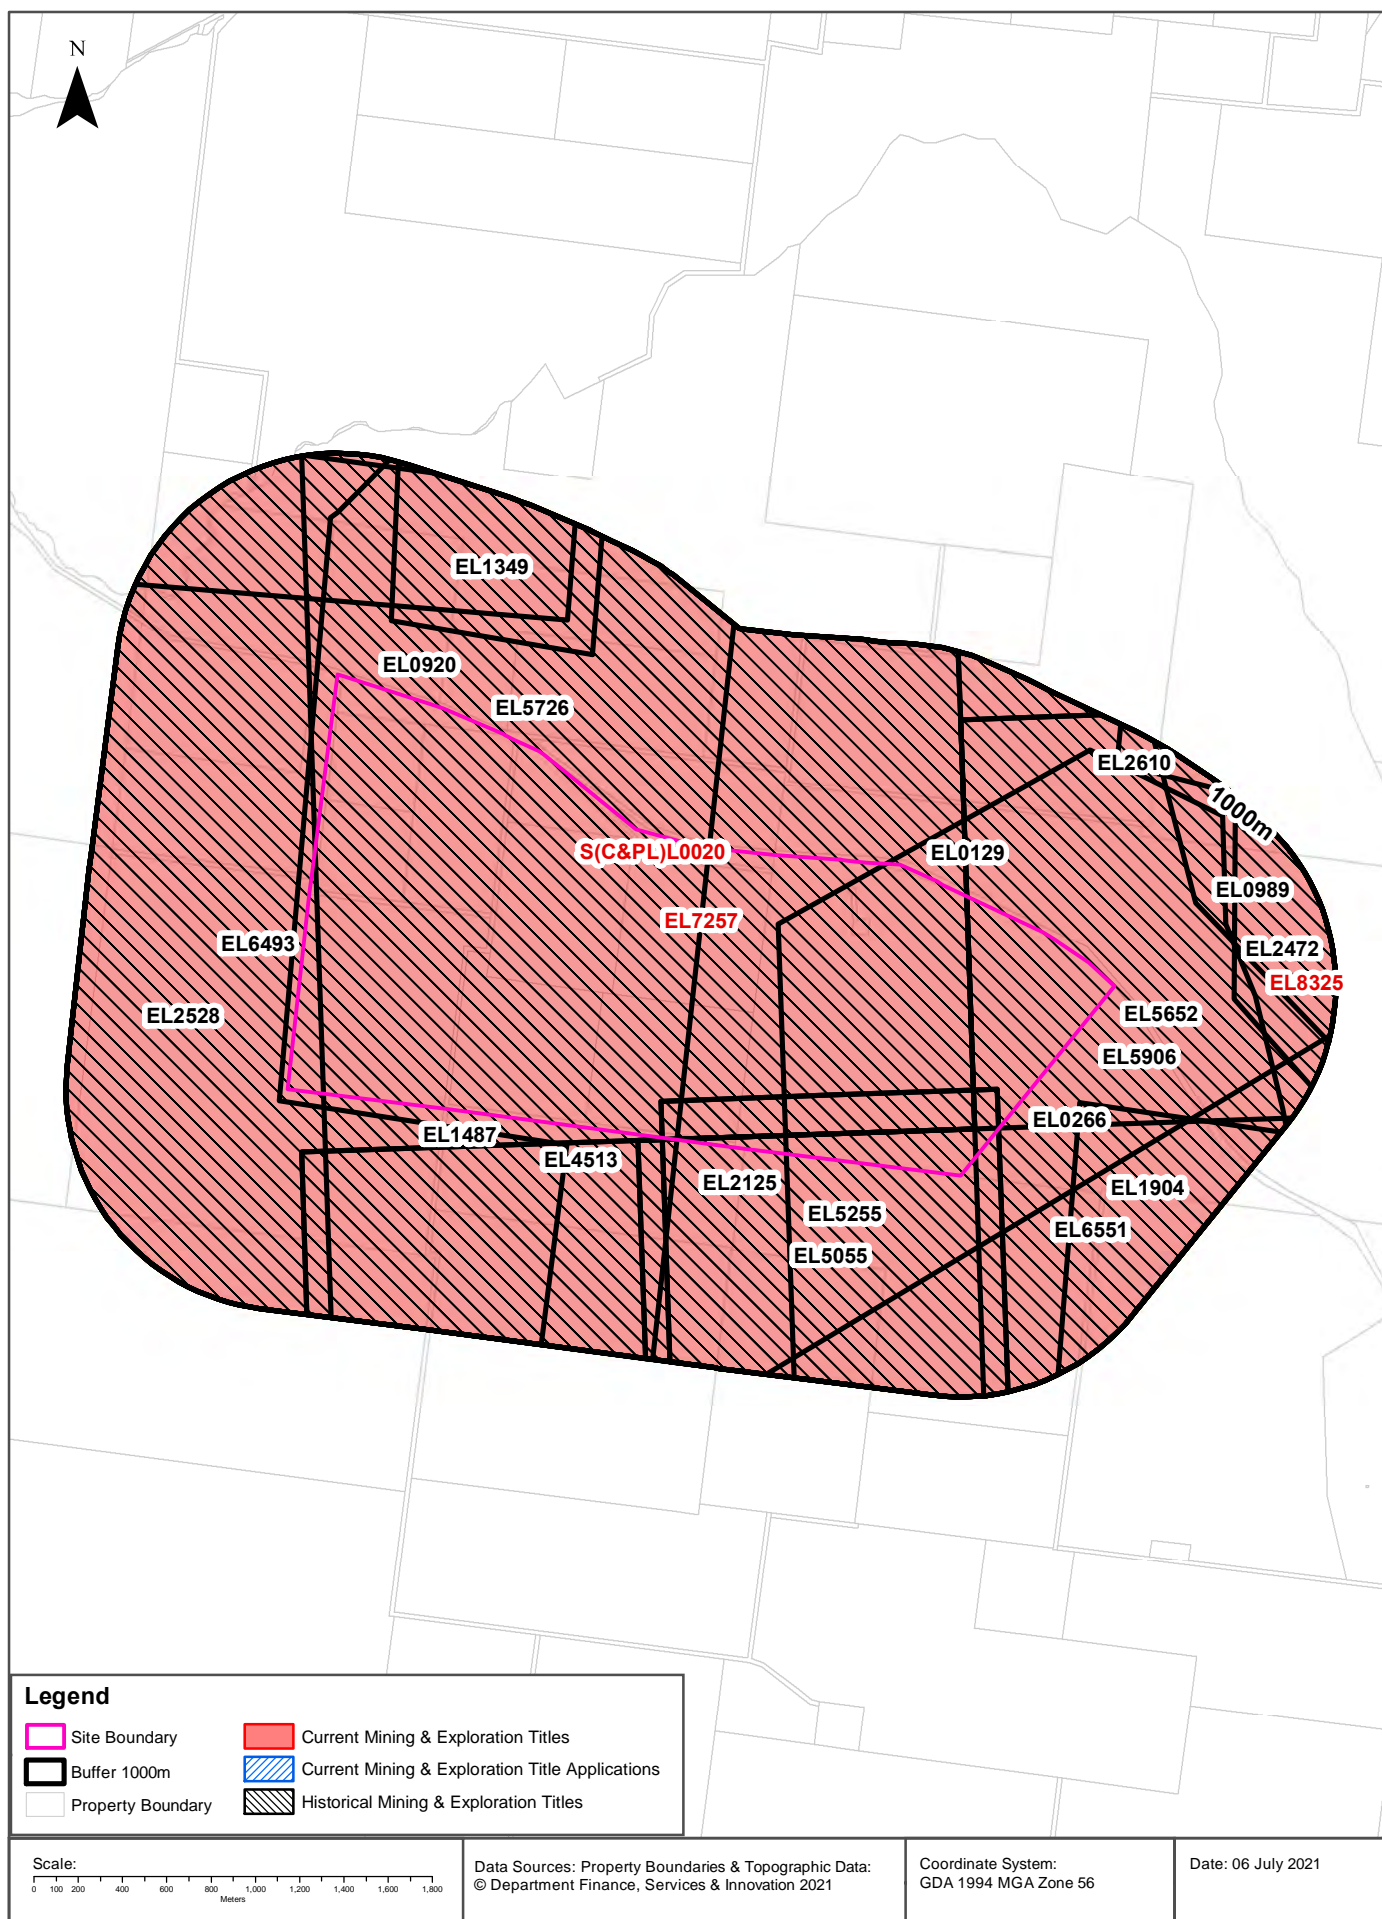 N
EL1349
EL0920
EL5726
EL2610
1000m
S(C&PL)L0020
EL0129
EL0989
EL7257
EL6493
EL2472
EL8325
EL2528
EL5652
EL5906
EL0266
EL1487
EL4513
EL2125
EL1904
EL5255
EL6551
EL5055
Legend
Site Boundary
Buffer 1000m
Property Boundary
Current Mining & Exploration Titles
Current Mining & Exploration Title Applications
Historical Mining & Exploration Titles
Scale:
0 100 200 400 600 800 1,000 1,200 1,400 1,600 1,800
Meters
Data Sources: Property Boundaries & Topographic Data:
© Department Finance, Services & Innovation 2021
Coordinate System:
GDA 1994 MGA Zone 56
Date: 06 July 2021